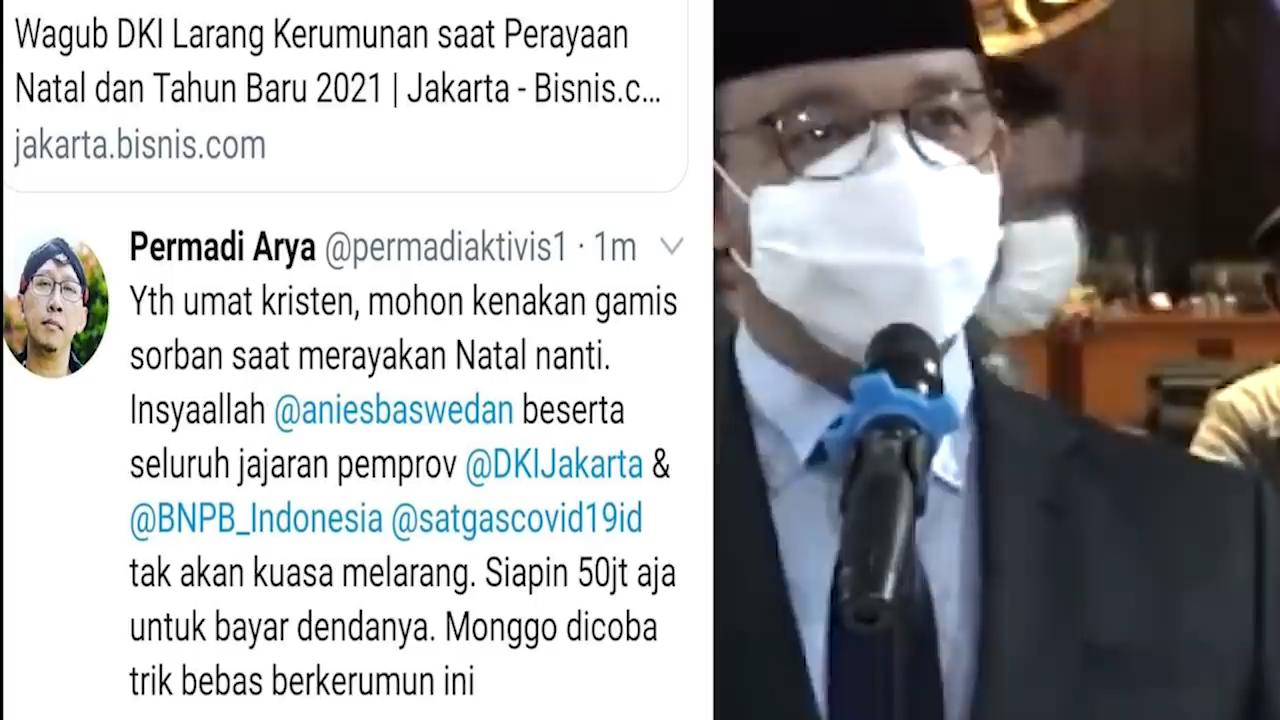 Wagub DKI Larang Kerumunan saat Perayaan
Natal dan Tahun Baru 2021 | Jakarta - Bisnis.c...
jakarta.bisnis.com
Permadi Arya @permadiaktivis1 · 1m
Yth umat kristen, mohon kenakan gamis
sorban saat merayakan Natal nanti.
Insyaallah @aniesbaswedan beserta
seluruh jajaran pemprov @DKIJakarta &
@BNPB_Indonesia @satgascovid19id
tak akan kuasa melarang. Siapin 50jt aja
untuk bayar dendanya. Monggo dicoba
trik bebas berkerumun ini